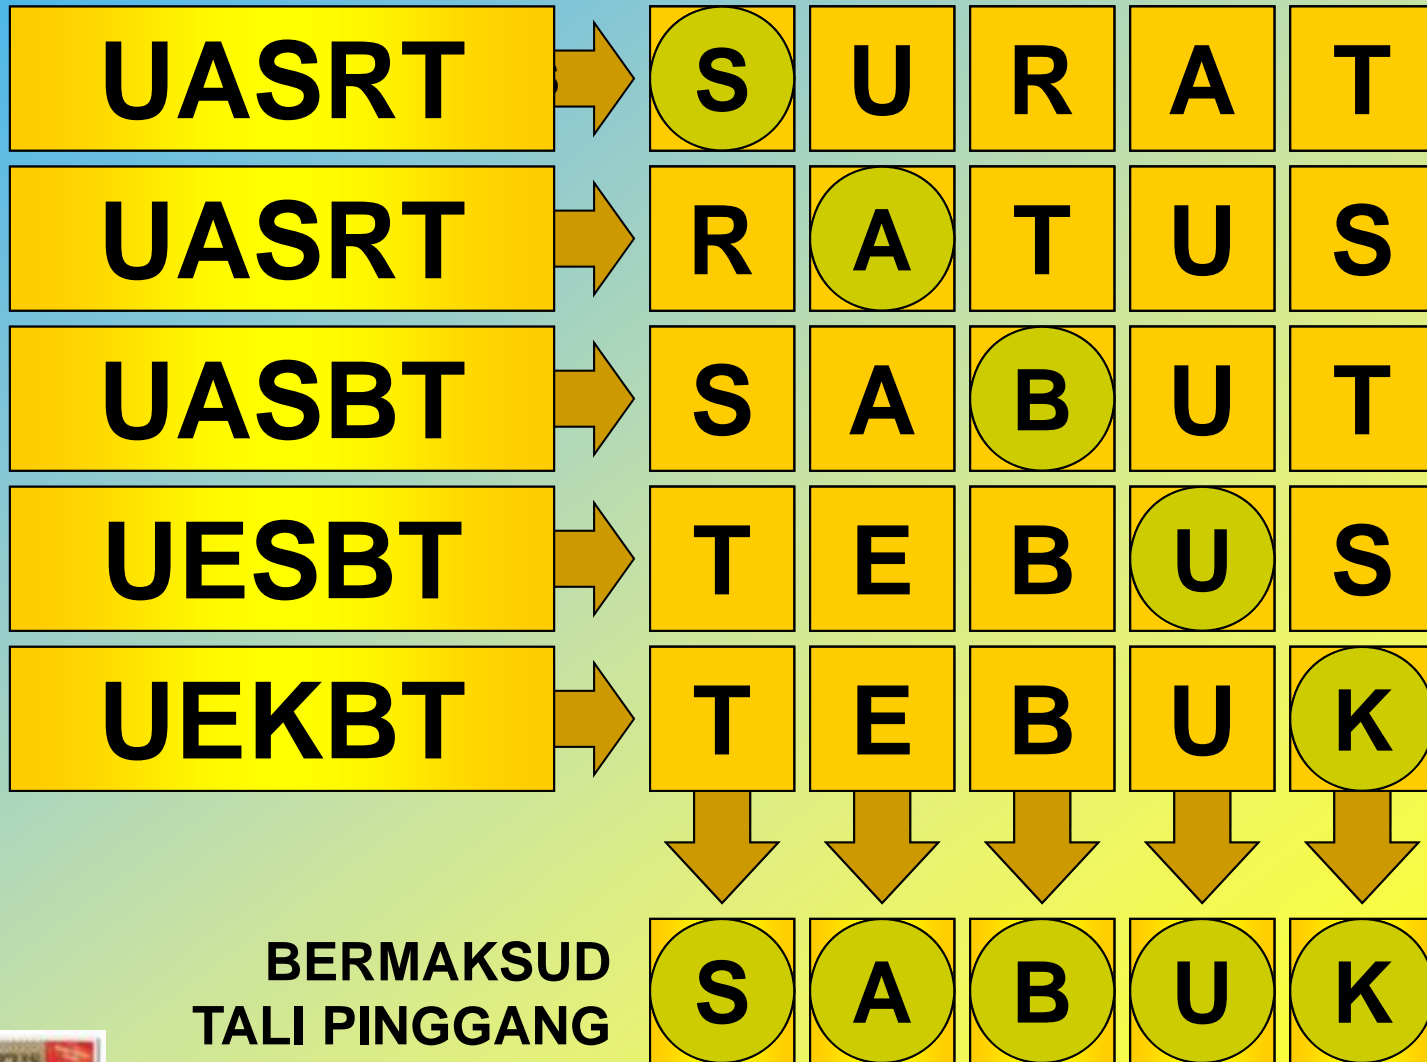 UASRT S U R A T
UASRT R A T U S
UASBT S A B U T
UESBT T E B U S
UEKBT T E B U K
BERMAKSUD
TALI PINGGANG
S A B U K